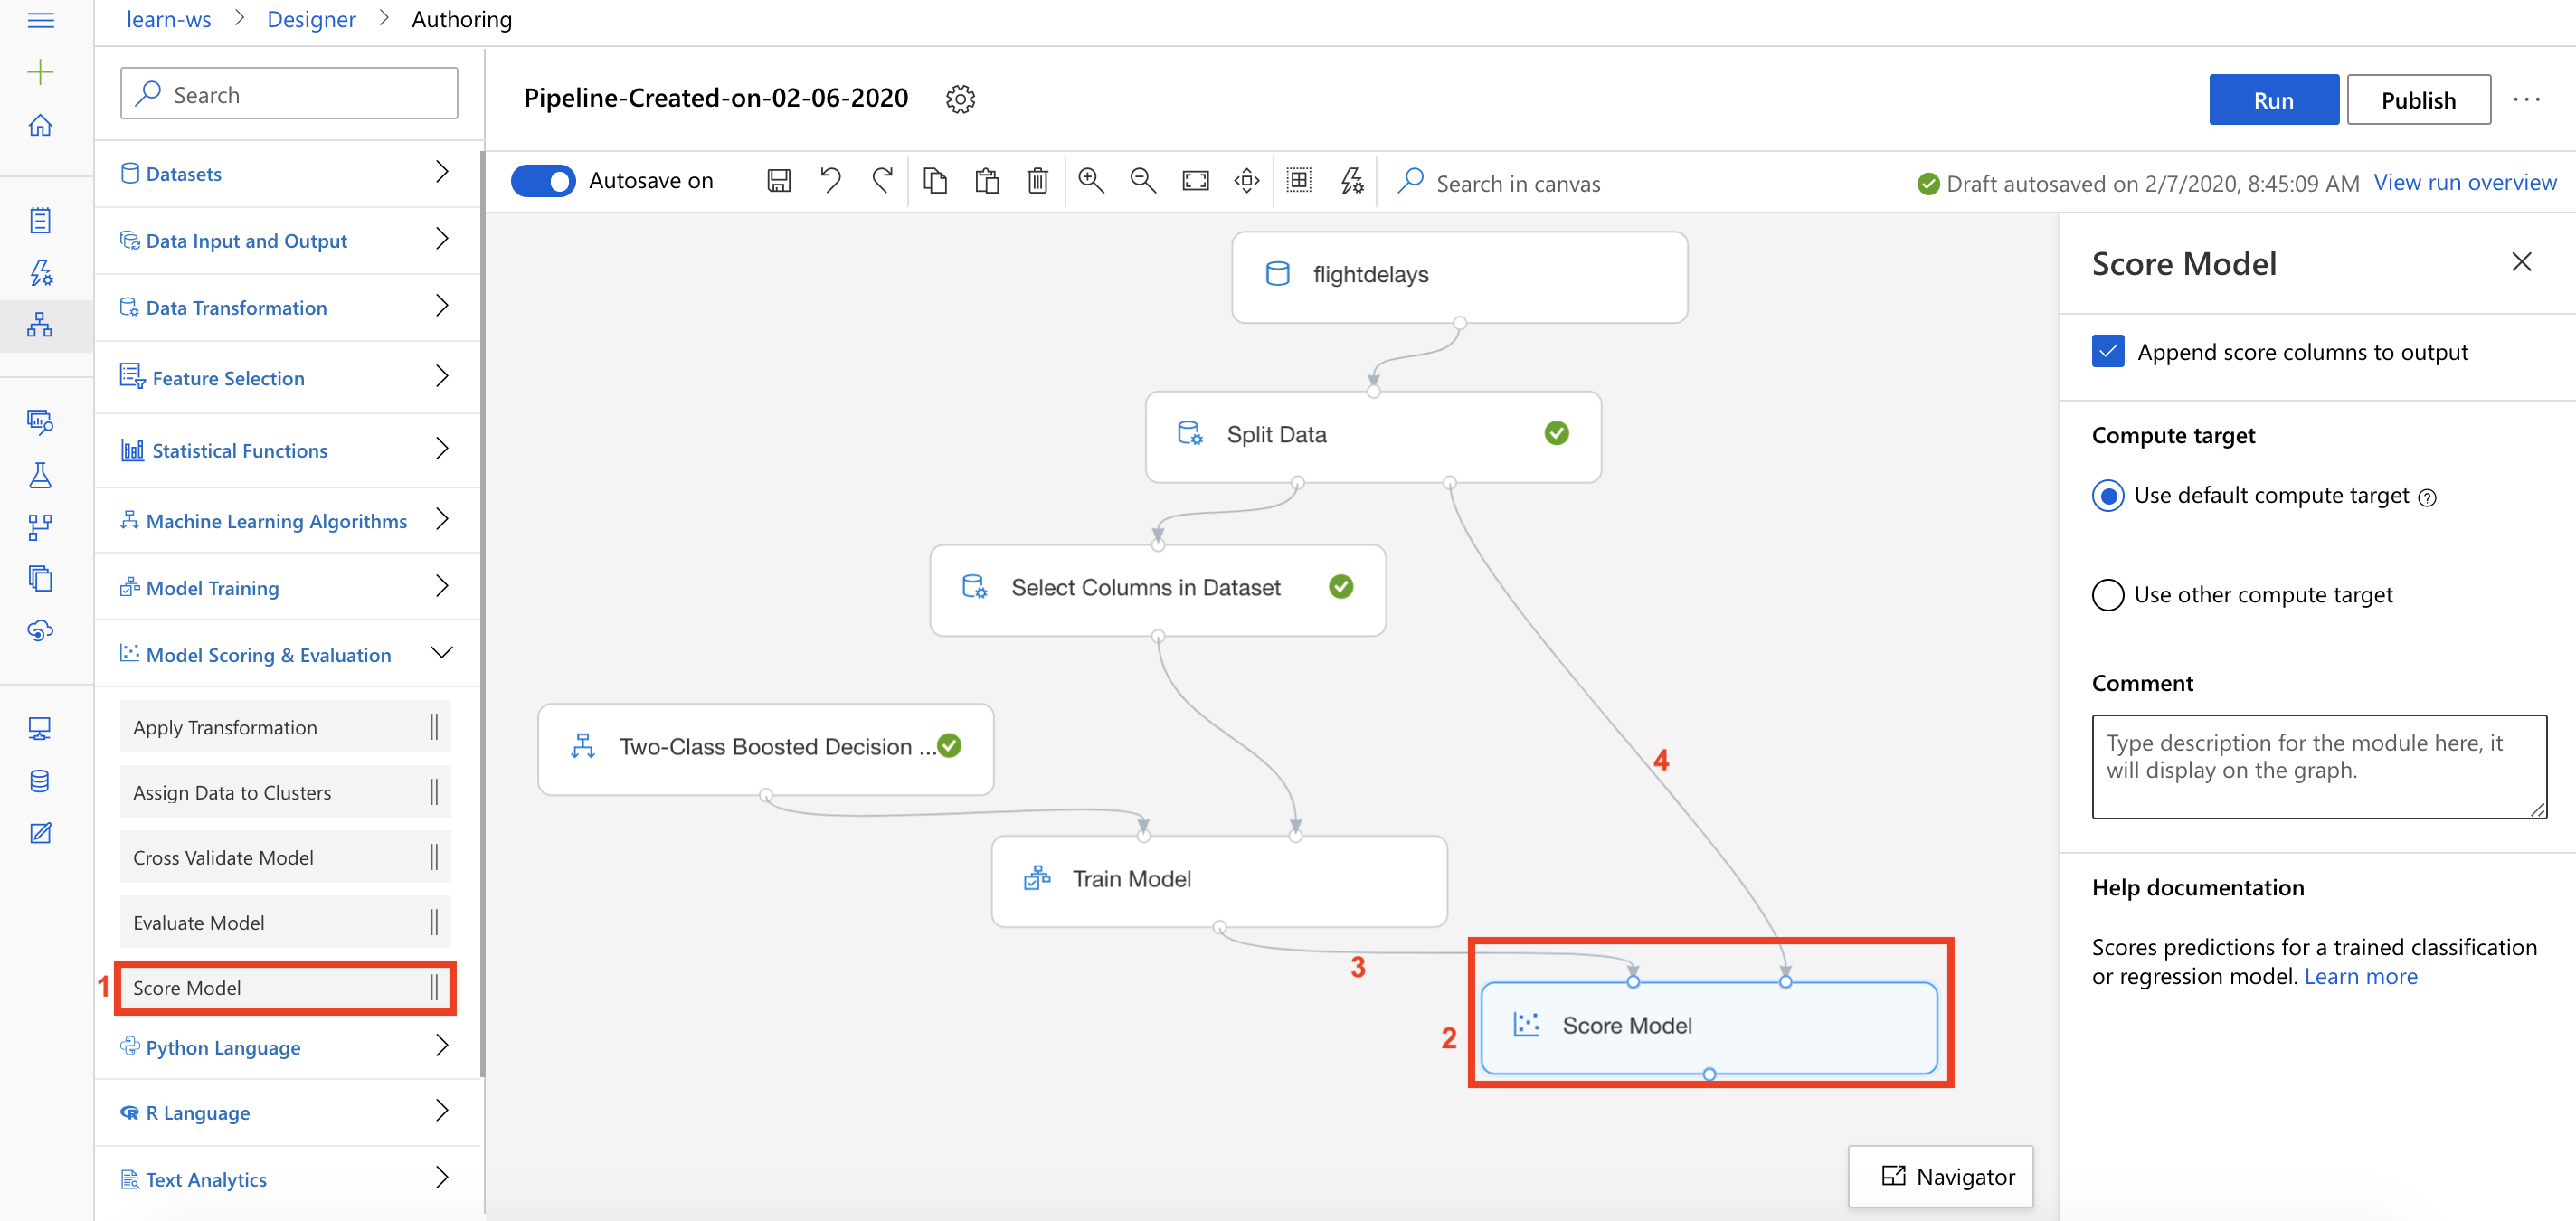 learn-ws > Designer > Authoring
Search
Pipeline-Created-on-02-06-2020
Run
Publish
...
Autosave on
Search in canvas
Draft autosaved on 2/7/2020, 8:45:09 AM
View run overview
Datasets
Data Input and Output
Data Transformation
Feature Selection
Statistical Functions
Machine Learning Algorithms
Model Training
Model Scoring & Evaluation
Apply Transformation
Assign Data to Clusters
Cross Validate Model
Evaluate Model
1
Score Model
Python Language
R Language
Text Analytics
flightdelays
Split Data
Select Columns in Dataset
Two-Class Boosted Decision ...
4
Train Model
3
2
Score Model
Navigator
Score Model
Append score columns to output
Compute target
Use default compute target
Use other compute target
Comment
Type description for the module here, it
will display on the graph.
Help documentation
Scores predictions for a trained classification
or regression model. Learn more